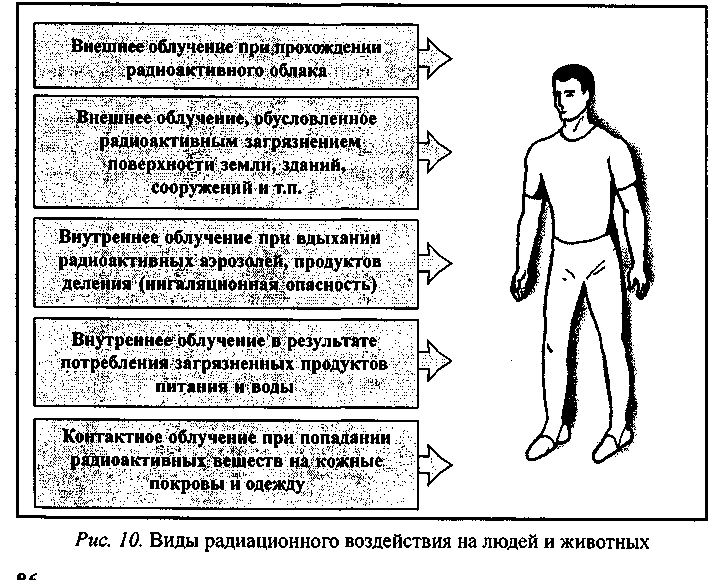 Внешнее облучение при прохождении
радиоактивного облака
Внешнее облучение, обусловленное
радиоактивным загрязнением
поверхности земли, зданий,
сооружений и т.п.
Внутреннее облучение при вдыхании
радиоактивных аэрозолей, продуктов
деления (ингаляционная опасность)
Внутреннее облучение в результате
потребления загрязненных продуктов
питания и воды
Контактное облучение при попадании
радиоактивных веществ на кожные
покровы и одежду
Рис. 10. Виды радиационного воздействия на людей и животных